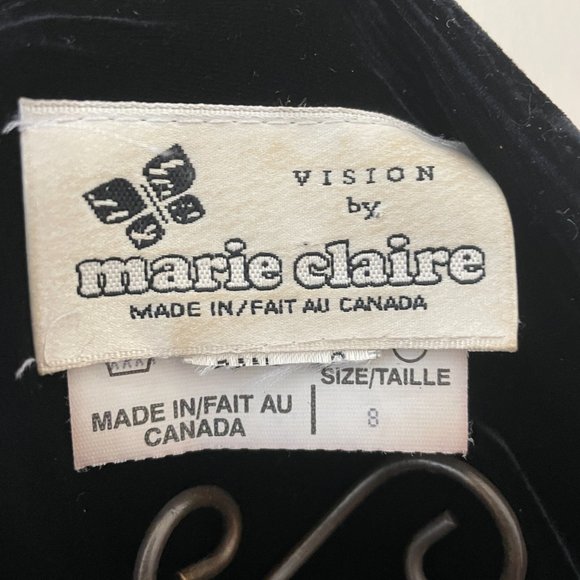 VISION
by
marie claire
MADE IN/FAIT AU CANADA
SIZE/TAILLE
MADE IN/FAIT AU
CANADA
8